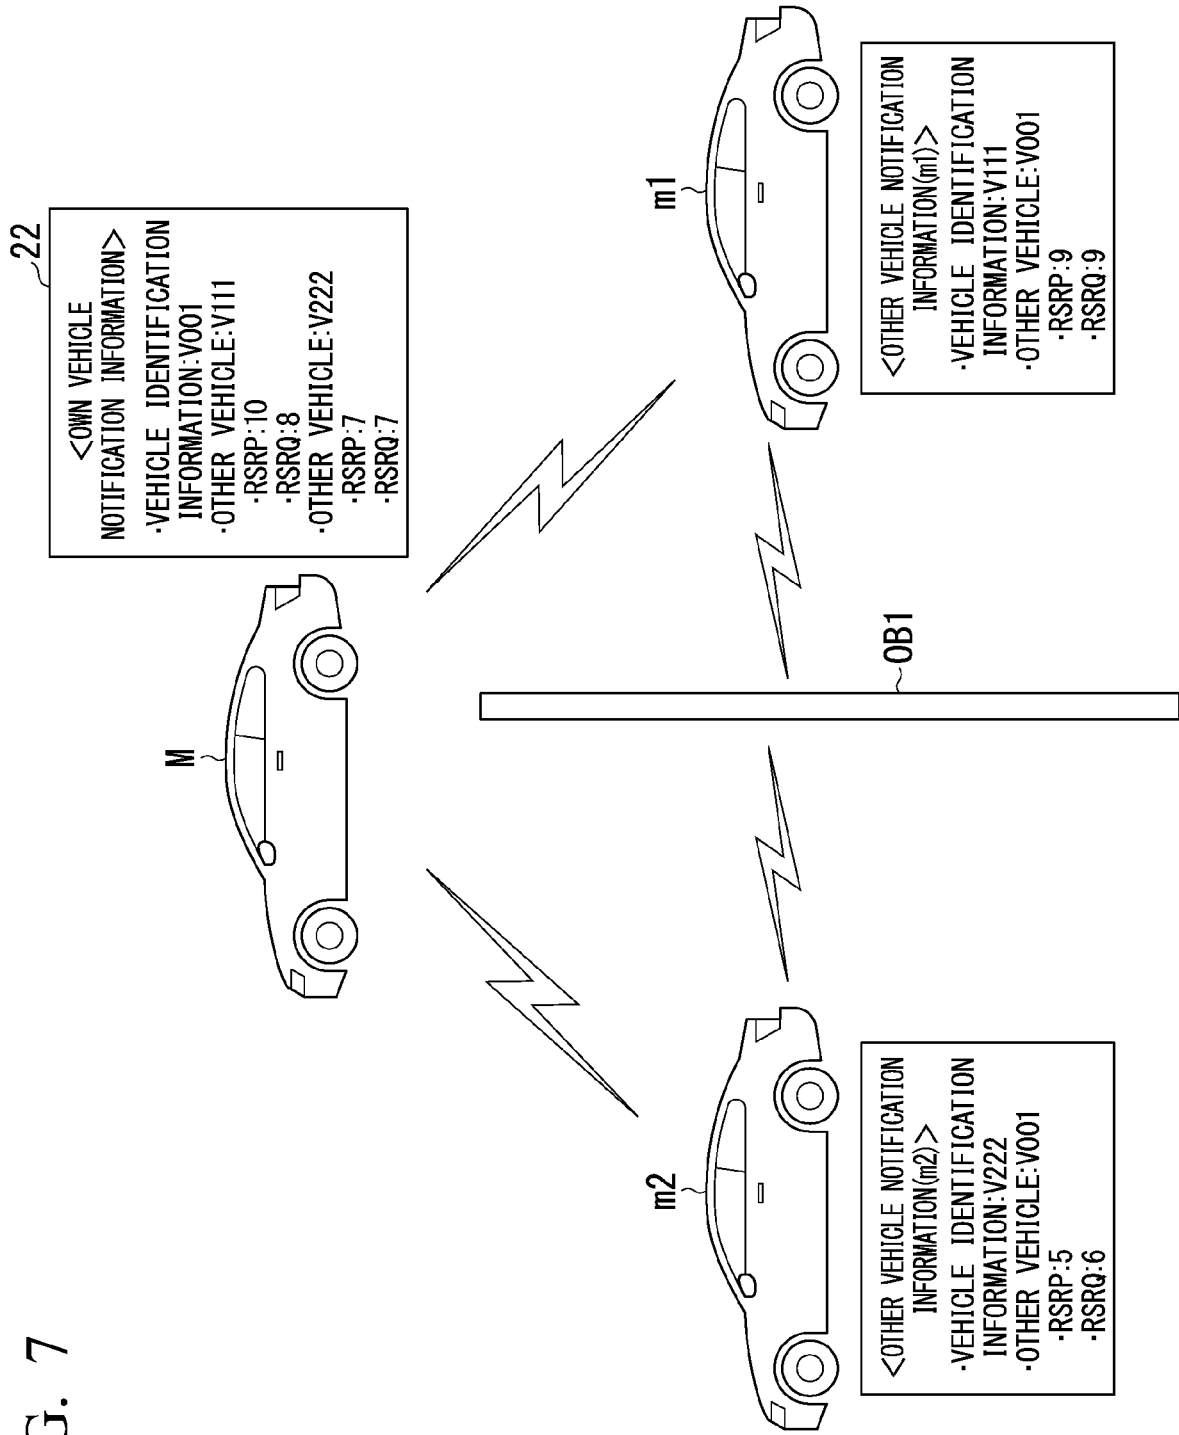 G. 7
22
<OWN VEHICLE
NOTIFICATION INFORMATION>
·VEHICLE IDENTIFICATION
INFORMATION:V001
·OTHER VEHICLE:V111
·RSRP:10
·RSRQ:8
·OTHER VEHICLE:V222
·RSRP:7
·RSRQ:7
M
m2
m1
OB1
<OTHER VEHICLE NOTIFICATION
INFORMATION(m2)>
·VEHICLE IDENTIFICATION
INFORMATION:V222
·OTHER VEHICLE:V001
·RSRP:5
·RSRQ:6
<OTHER VEHICLE NOTIFICATION
INFORMATION(m1)>
·VEHICLE IDENTIFICATION
INFORMATION:V111
·OTHER VEHICLE:V001
·RSRP:9
·RSRQ:9